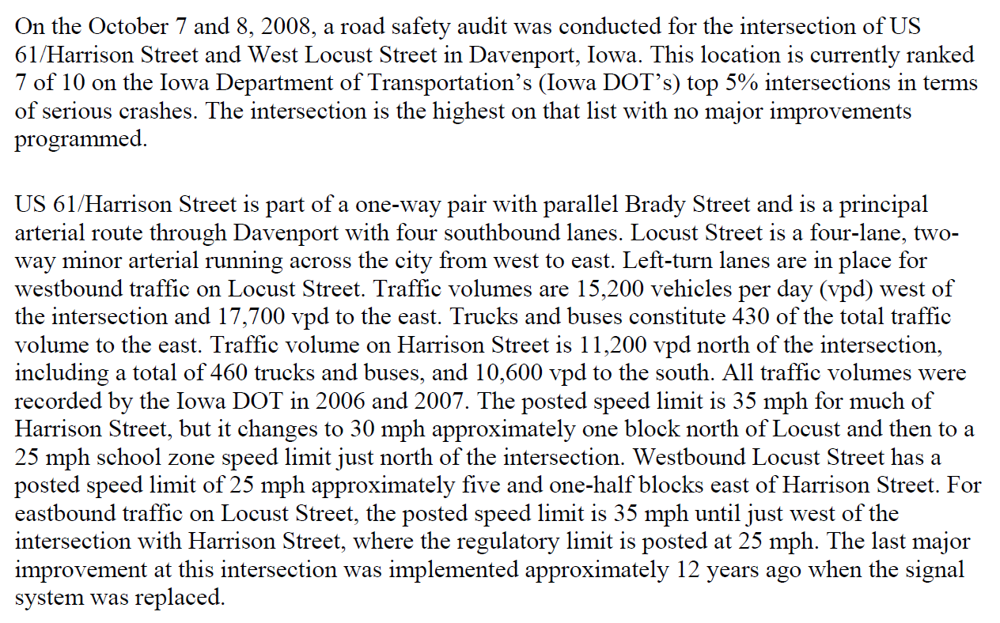 On the October 7 and 8, 2008, a road safety audit was conducted for the intersection of US
61/Harrison Street and West Locust Street in Davenport, Iowa. This location is currently ranked
7 of 10 on the Iowa Department of Transportation’s (Iowa DOT’s) top 5% intersections in terms
of serious crashes. The intersection is the highest on that list with no major improvements
programmed.
US 61/Harrison Street is part of a one-way pair with parallel Brady Street and is a principal
arterial route through Davenport with four southbound lanes. Locust Street is a four-lane, two-
way minor arterial running across the city from west to east. Left-turn lanes are in place for
westbound traffic on Locust Street. Traffic volumes are 15,200 vehicles per day (vpd) west of
the intersection and 17,700 vpd to the east. Trucks and buses constitute 430 of the total traffic
volume to the east. Traffic volume on Harrison Street is 11,200 vpd north of the intersection,
including a total of 460 trucks and buses, and 10,600 vpd to the south. All traffic volumes were
recorded by the Iowa DOT in 2006 and 2007. The posted speed limit is 35 mph for much of
Harrison Street, but it changes to 30 mph approximately one block north of Locust and then to a
25 mph school zone speed limit just north of the intersection. Westbound Locust Street has a
posted speed limit of 25 mph approximately five and one-half blocks east of Harrison Street. For
eastbound traffic on Locust Street, the posted speed limit is 35 mph until just west of the
intersection with Harrison Street, where the regulatory limit is posted at 25 mph. The last major
improvement at this intersection was implemented approximately 12 years ago when the signal
system was replaced.